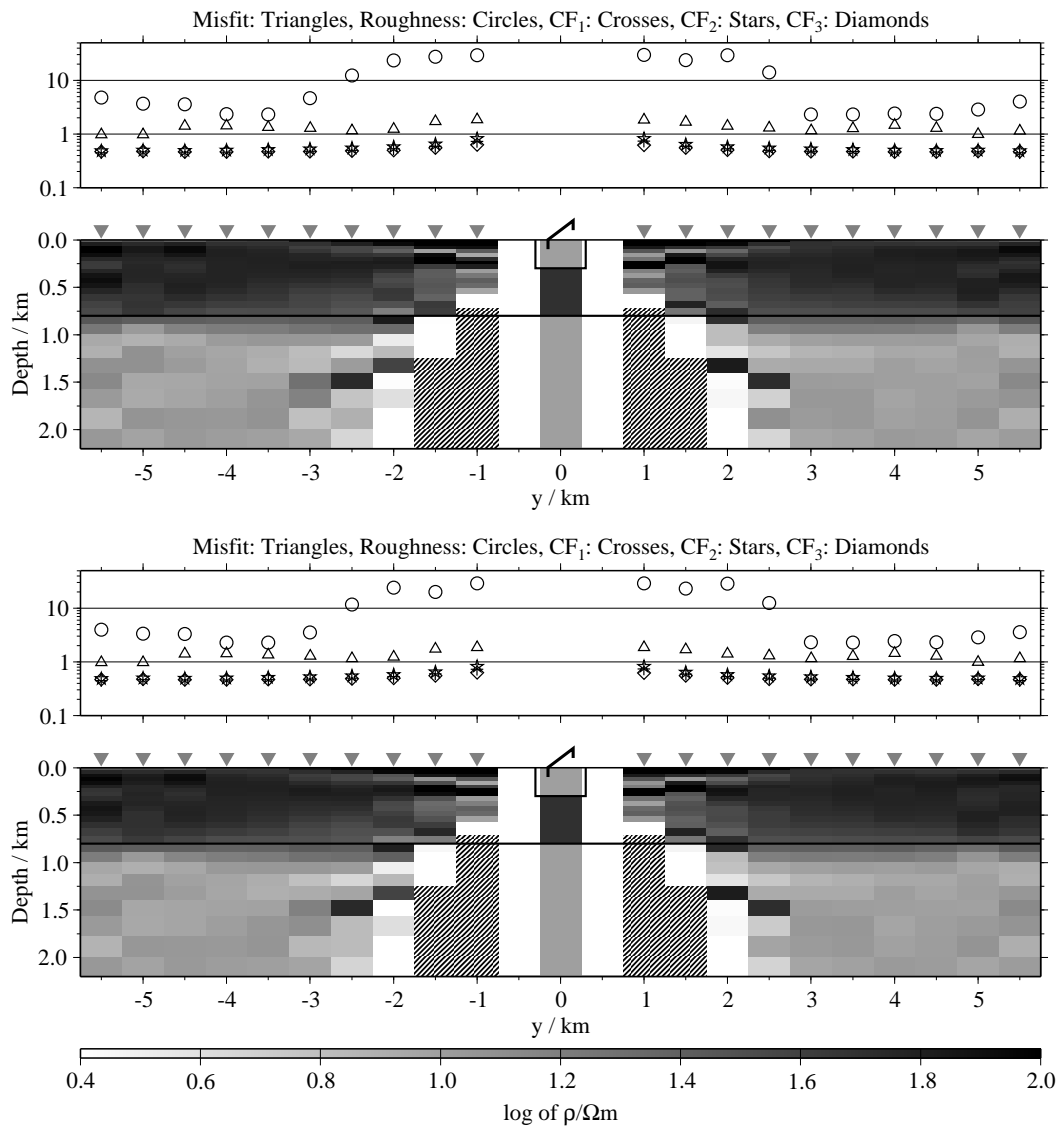 Misfit: Triangles, Roughness: Circles, CF₁: Crosses, CF₂: Stars, CF₃: Diamonds
10
1
0.1
0.0
0.5
1.0
1.5
2.0
Depth / km
-5 -4 -3 -2 -1 0 1 2 3 4 5
y / km
Misfit: Triangles, Roughness: Circles, CF₁: Crosses, CF₂: Stars, CF₃: Diamonds
10
1
0.1
0.0
0.5
1.0
1.5
2.0
Depth / km
-5 -4 -3 -2 -1 0 1 2 3 4 5
y / km
0.4 0.6 0.8 1.0 1.2 1.4 1.6 1.8 2.0
log of ρ/Ωm